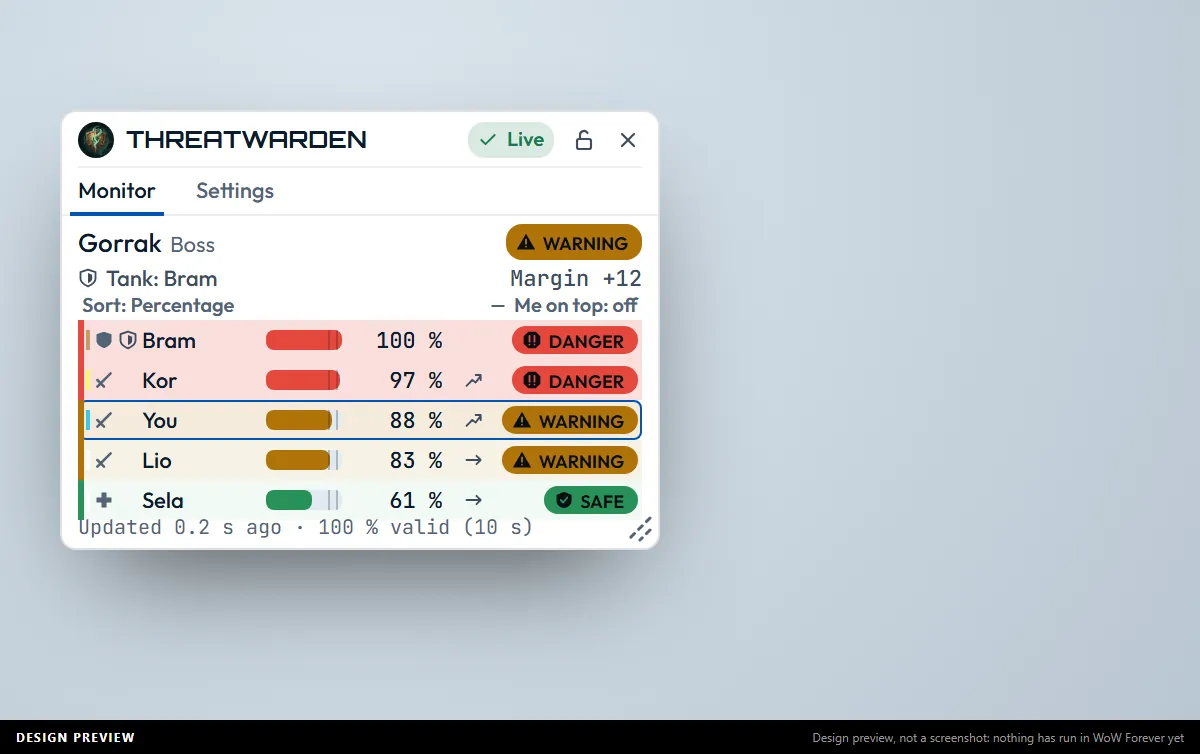 THREATWARDEN Live
Monitor Settings
Gorrak Boss WARNING
Tank: Bram Margin +12
Sort: Percentage — Me on top: off
Bram 100 % DANGER
Kor 97 % DANGER
You 88 % WARNING
Lio 83 % WARNING
Sela 61 % SAFE
Updated 0.2 s ago · 100 % valid (10 s)
DESIGN PREVIEW Design preview, not a screenshot: nothing has run in WoW Forever yet